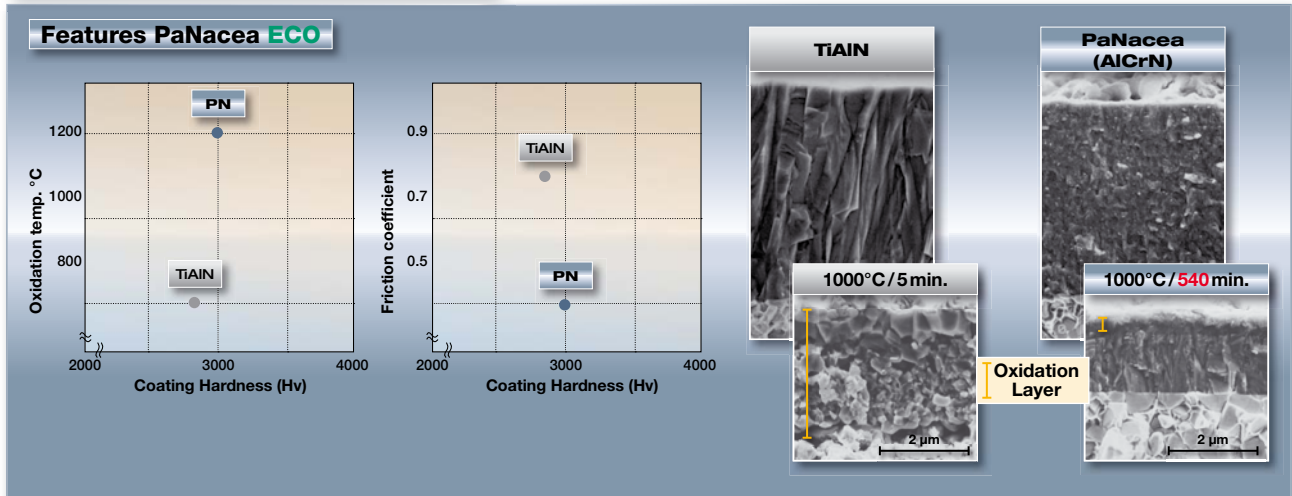 Features PaNacea ECO
Oxidation temp. °C
1200
1000
800
PN
TiAlN
2000
3000
4000
Coating Hardness (Hv)
Friction coefficient
0.9
0.7
0.5
TiAlN
PN
2000
3000
4000
Coating Hardness (Hv)
TiAlN
1000°C/5 min.
2 µm
Oxidation
Layer
PaNacea
(AlCrN)
1000°C/540 min.
2 µm